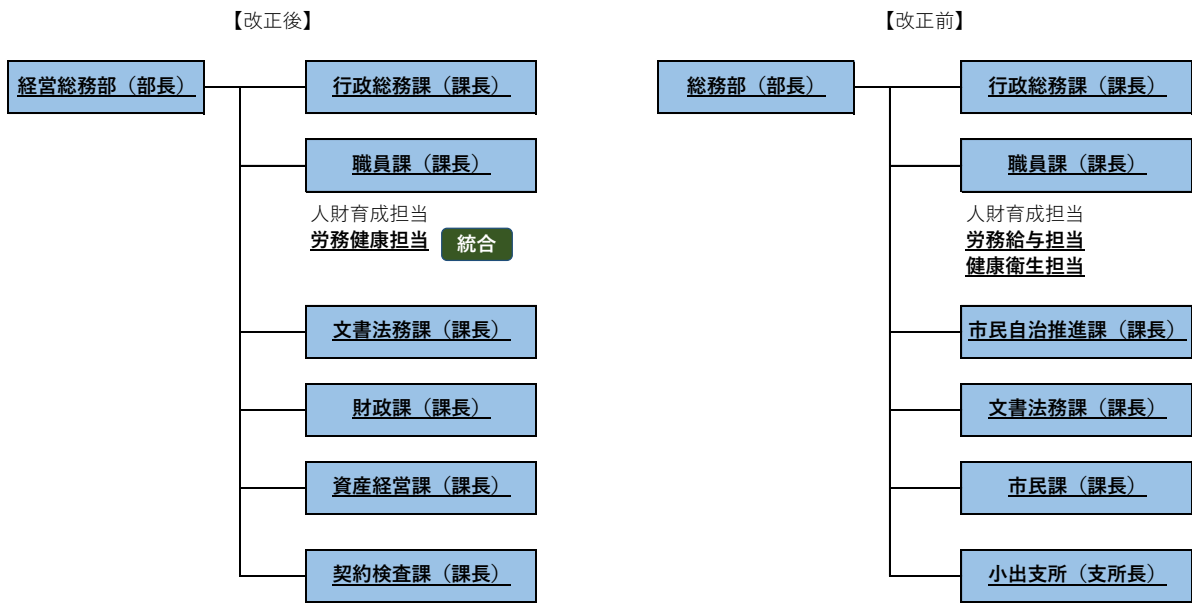 【改正後】
経営総務部（部長）
行政総務課（課長）
職員課（課長）
人財育成担当
労務健康担当
統合
文書法務課（課長）
財政課（課長）
資産経営課（課長）
契約検査課（課長）
【改正前】
総務部（部長）
行政総務課（課長）
職員課（課長）
人財育成担当
労務給与担当
健康衛生担当
市民自治推進課（課長）
文書法務課（課長）
市民課（課長）
小出支所（支所長）